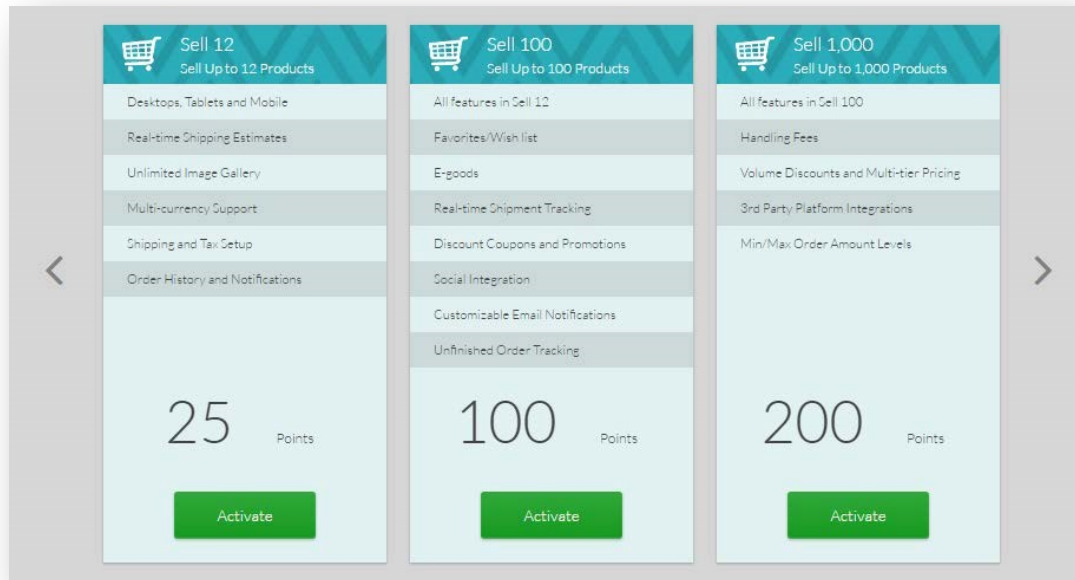 Sell 12
Sell Up to 12 Products
Desktops, Tablets and Mobile
Real-time Shipping Estimates
Unlimited Image Gallery
Multi-currency Support
Shipping and Tax Setup
Order History and Notifications
25 Points
Activate
Sell 100
Sell Up to 100 Products
All features in Sell 12
Favorites/Wish list
E-goods
Real-time Shipment Tracking
Discount Coupons and Promotions
Social Integration
Customizable Email Notifications
Unfinished Order Tracking
100 Points
Activate
Sell 1,000
Sell Up to 1,000 Products
All features in Sell 100
Handling Fees
Volume Discounts and Multi-tier Pricing
3rd Party Platform Integrations
Min/Max Order Amount Levels
200 Points
Activate